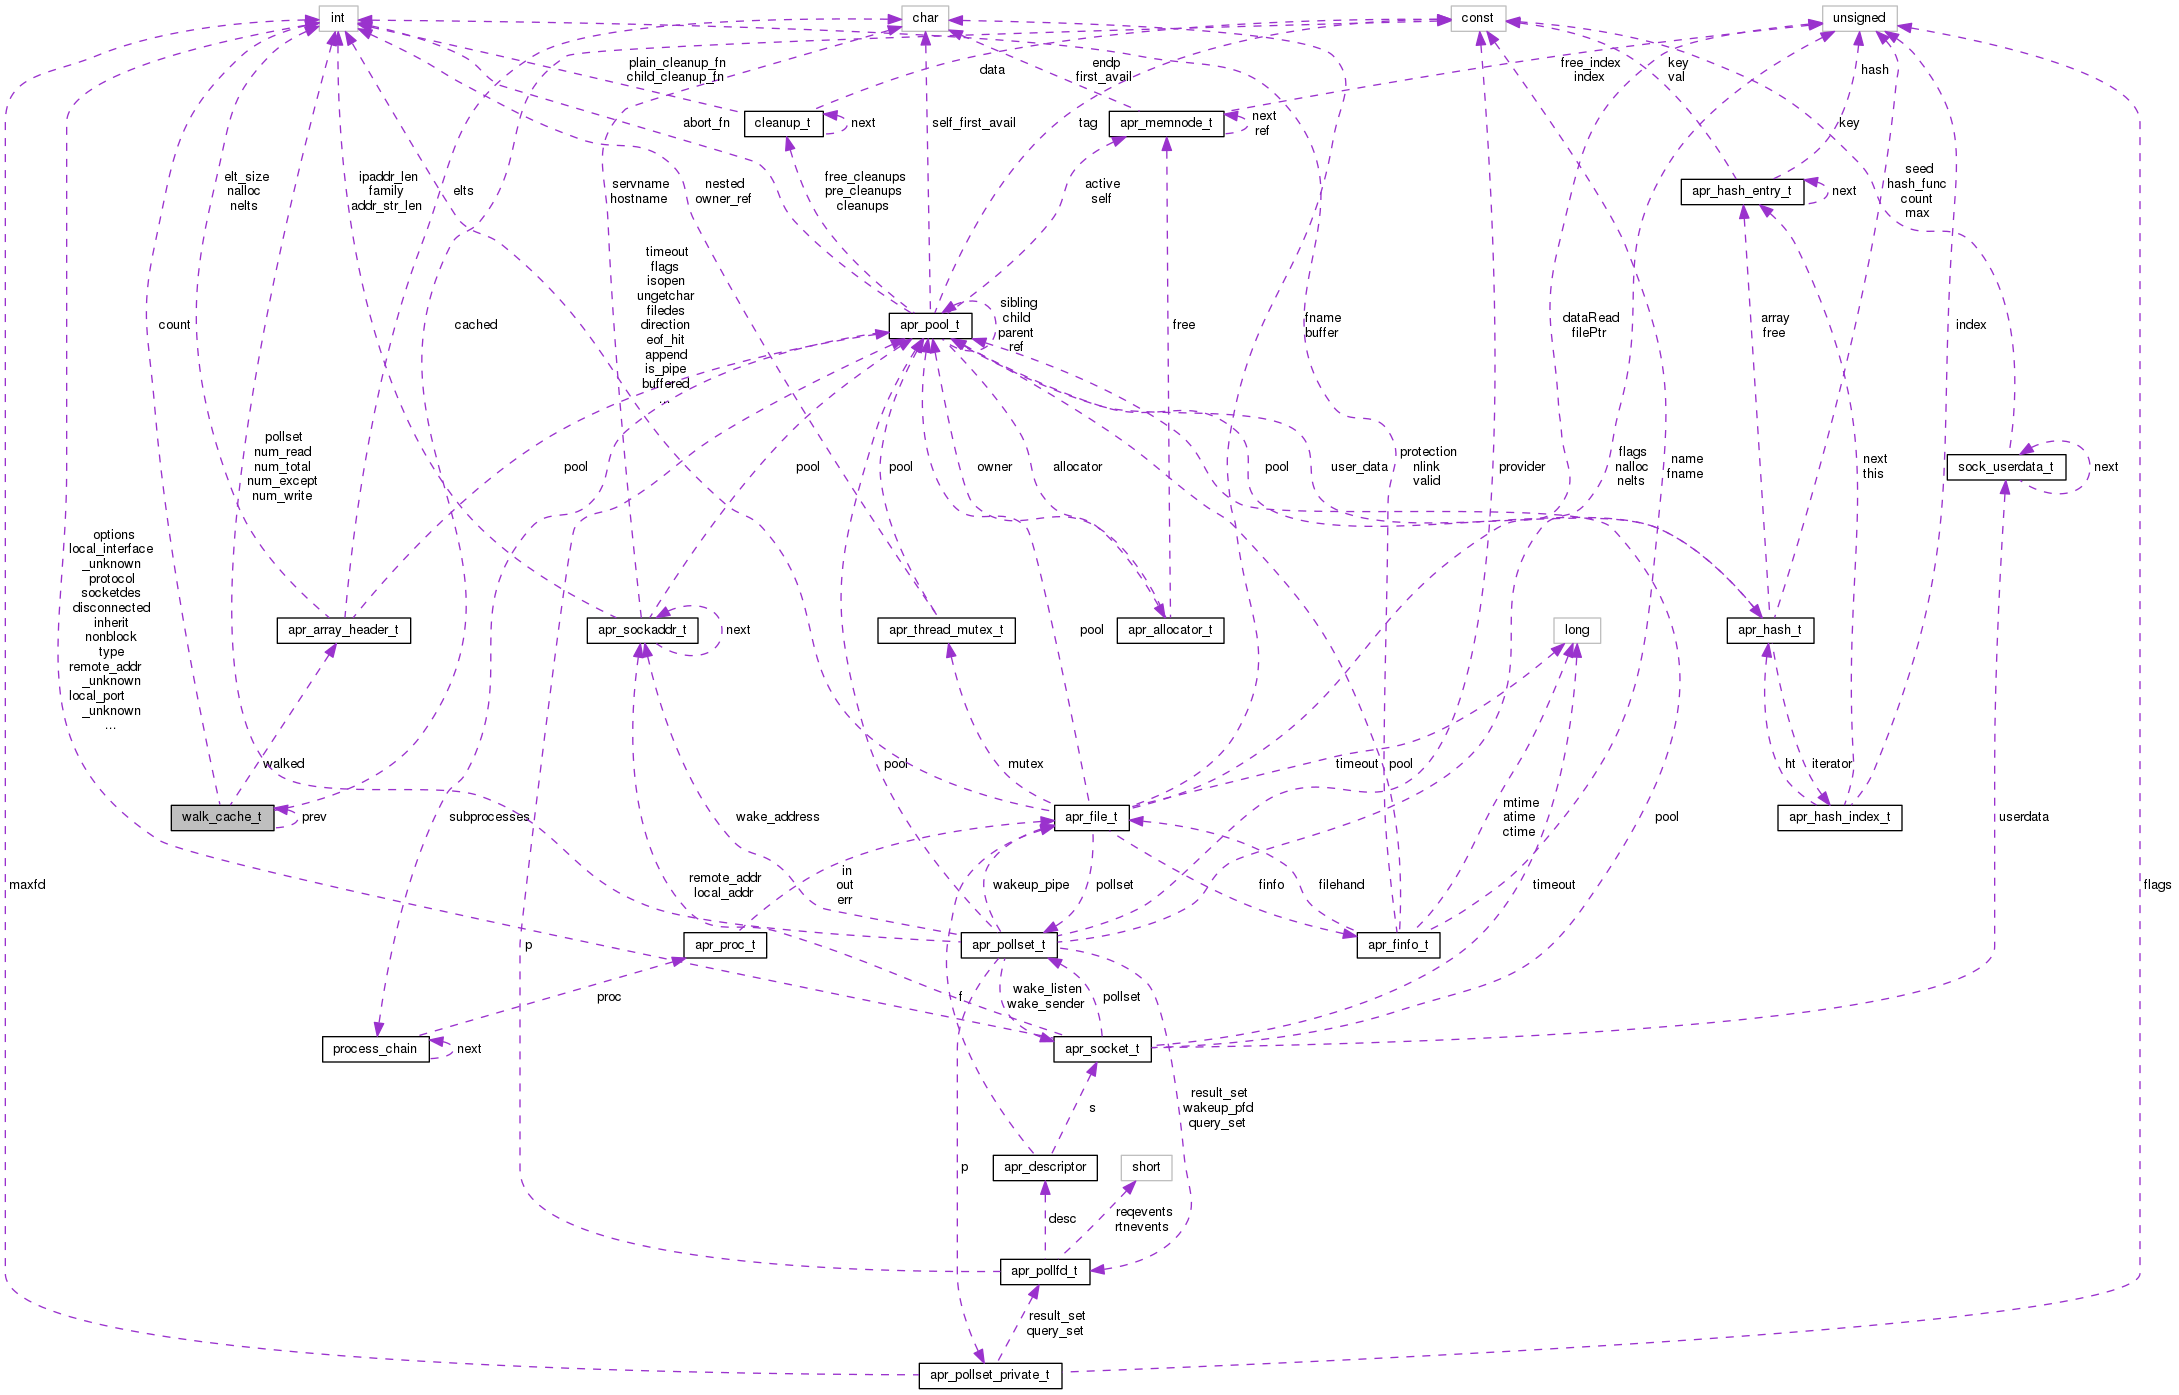 int
char
const
unsigned
plain_cleanup_fn
child_cleanup_fn
data
endp
first_avail
free_index
index
key
val
hash
cleanup_t
next
abort_fn
self_first_avail
tag
apr_memnode_t
next
ref
key
elt_size
nalloc
nelts
ipaddr_len
family
addr_str_len
elts
servname
hostname
nested
owner_ref
free_cleanups
pre_cleanups
cleanups
active
self
apr_hash_entry_t
next
seed
hash_func
count
max
count
cached
timeout
flags
isopen
ungetchar
filedes
direction
eof_hit
append
is_pipe
buffered
...
apr_pool_t
sibling
child
parent
ref
free
fname
buffer
dataRead
filePtr
array
free
index
pollset
num_read
num_total
num_except
num_write
pool
pool
pool
owner
allocator
pool
user_data
protection
nlink
valid
provider
flags
nalloc
nelts
name
fname
next
this
sock_userdata_t
next
options
local_interface
_unknown
protocol
socketdes
disconnected
inherit
nonblock
type
remote_addr
_unknown
local_port
_unknown
...
apr_array_header_t
apr_sockaddr_t
next
apr_thread_mutex_t
pool
apr_allocator_t
long
apr_hash_t
walked
pool
mutex
timeout
pool
ht
iterator
walk_cache_t
prev
subprocesses
wake_address
apr_file_t
mtime
atime
ctime
pool
apr_hash_index_t
userdata
maxfd
remote_addr
local_addr
in
out
err
wakeup_pipe
pollset
finfo
filehand
timeout
flags
p
apr_proc_t
apr_pollset_t
apr_finfo_t
proc
f
wake_listen
wake_sender
pollset
process_chain
next
apr_socket_t
s
result_set
wakeup_pfd
query_set
p
apr_descriptor
short
desc
reqevents
rtnevents
apr_pollfd_t
result_set
query_set
apr_pollset_private_t